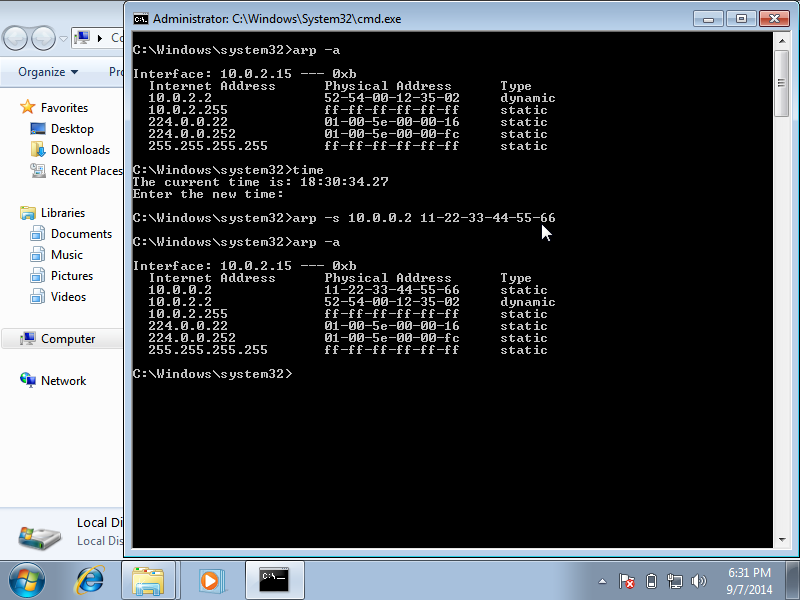 Administrator: C:\Windows\System32\cmd.exe
Organize
Favorites
Desktop
Downloads
Recent Places
Libraries
Documents
Music
Pictures
Videos
Computer
Network
Local Di
Local Dis
C:\Windows\system32>arp -a
Interface: 10.0.2.15 --- 0xb
Internet Address Physical Address Type
10.0.2.2 52-54-00-12-35-02 dynamic
10.0.2.255 ff-ff-ff-ff-ff-ff static
224.0.0.22 01-00-5e-00-00-16 static
224.0.0.252 01-00-5e-00-00-fc static
255.255.255.255 ff-ff-ff-ff-ff-ff static
C:\Windows\system32>time
The current time is: 18:30:34.27
Enter the new time:
C:\Windows\system32>arp -s 10.0.0.2 11-22-33-44-55-66
C:\Windows\system32>arp -a
Interface: 10.0.2.15 --- 0xb
Internet Address Physical Address Type
10.0.0.2 11-22-33-44-55-66 static
10.0.2.2 52-54-00-12-35-02 dynamic
10.0.2.255 ff-ff-ff-ff-ff-ff static
224.0.0.22 01-00-5e-00-00-16 static
224.0.0.252 01-00-5e-00-00-fc static
255.255.255.255 ff-ff-ff-ff-ff-ff static
C:\Windows\system32>
6:31 PM
9/7/2014